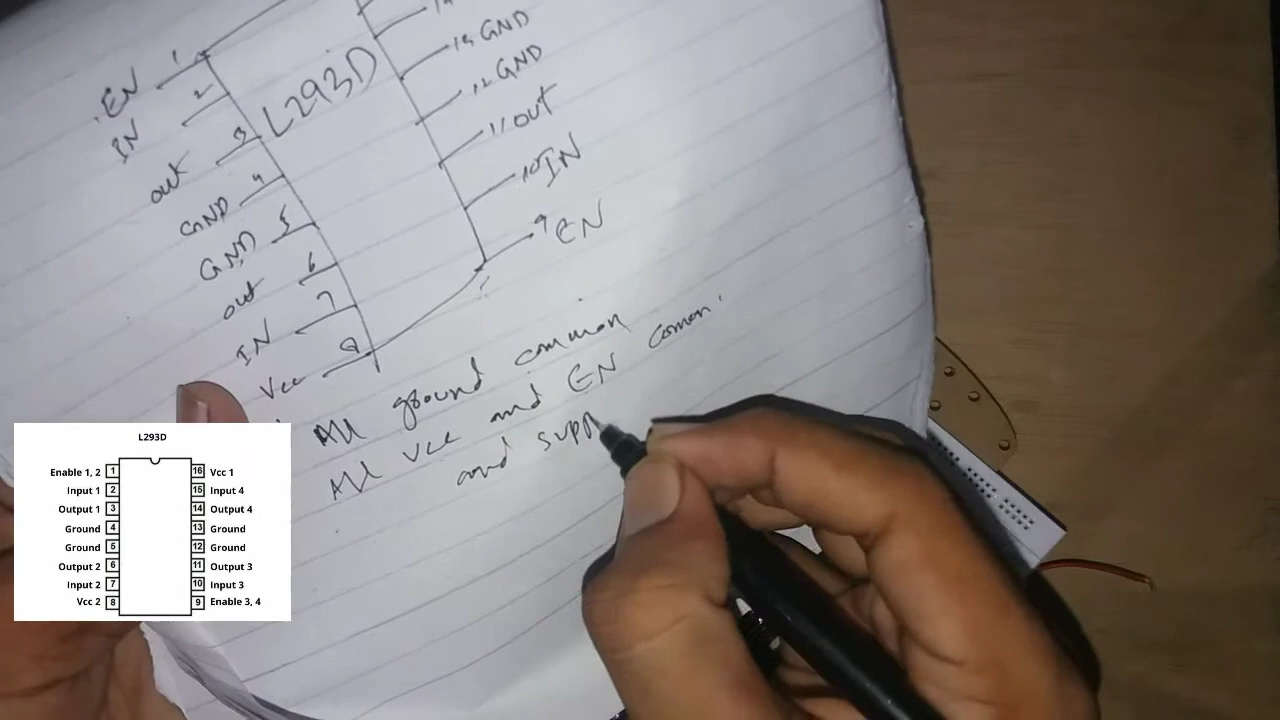 EN 1
IN 2
out 3
GND 4
GND 5
out 6
IN 7
Vcc 8
L293D
14
13 GND
12 GND
11 out
10 IN
9 EN
All ground common
All vcc and EN comon
and supp
L293D
Enable 1, 2 1 16 Vcc 1
Input 1 2 15 Input 4
Output 1 3 14 Output 4
Ground 4 13 Ground
Ground 5 12 Ground
Output 2 6 11 Output 3
Input 2 7 10 Input 3
Vcc 2 8 9 Enable 3, 4